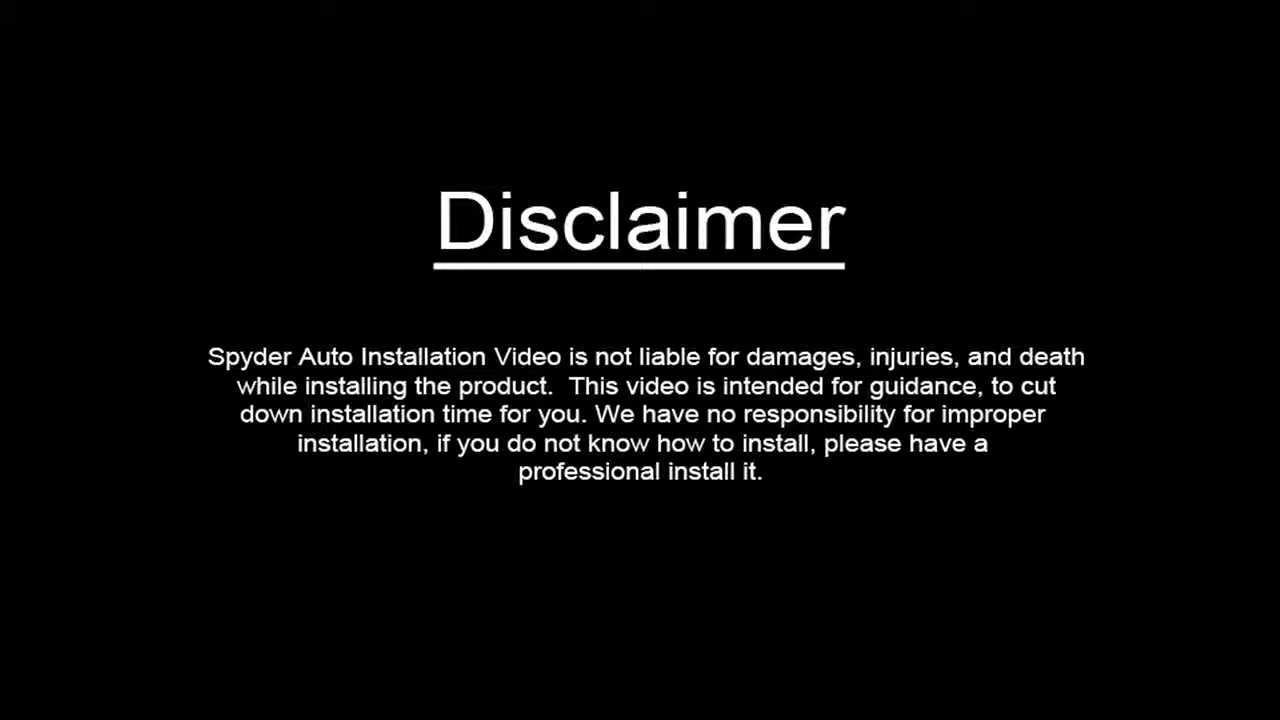 Disclaimer
Spyder Auto Installation Video is not liable for damages, injuries, and death
while installing the product.  This video is intended for guidance, to cut
down installation time for you. We have no responsibility for improper
installation, if you do not know how to install, please have a
professional install it.